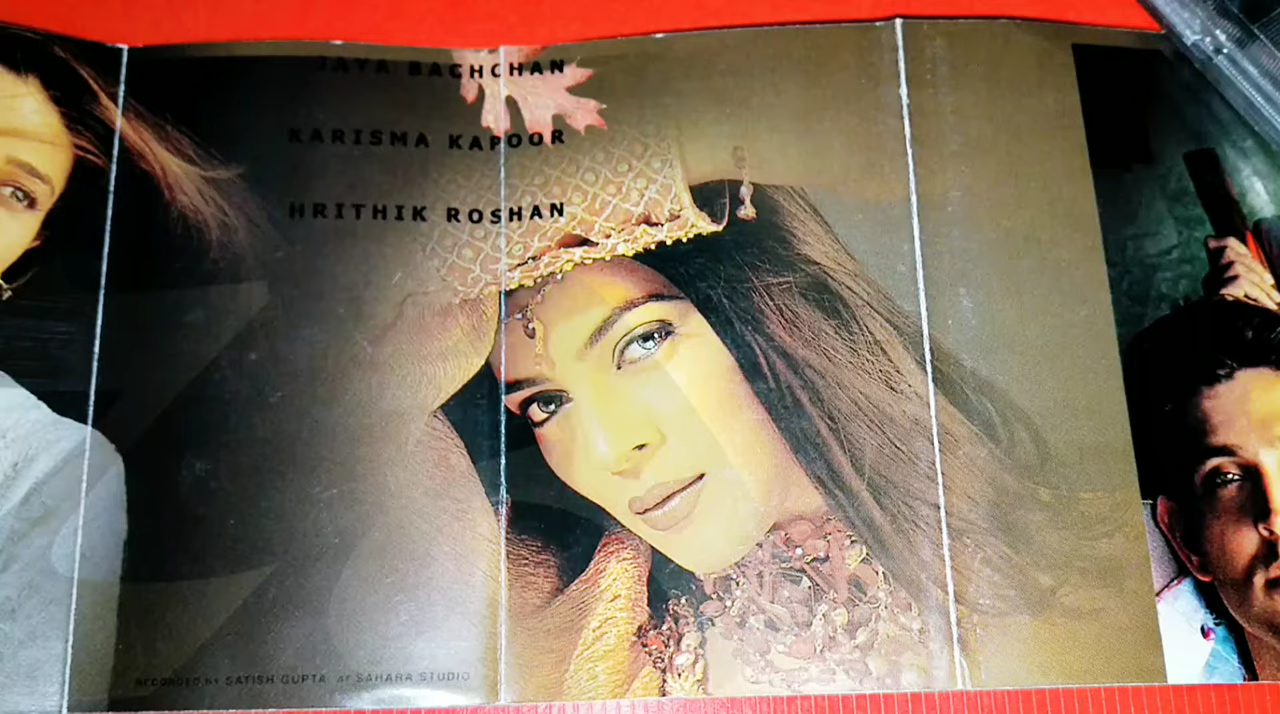 JAYA BACHCHAN
KARISMA KAPOOR
HRITHIK ROSHAN
RECORDED BY SATISH GUPTA AT SAHARA STUDIO